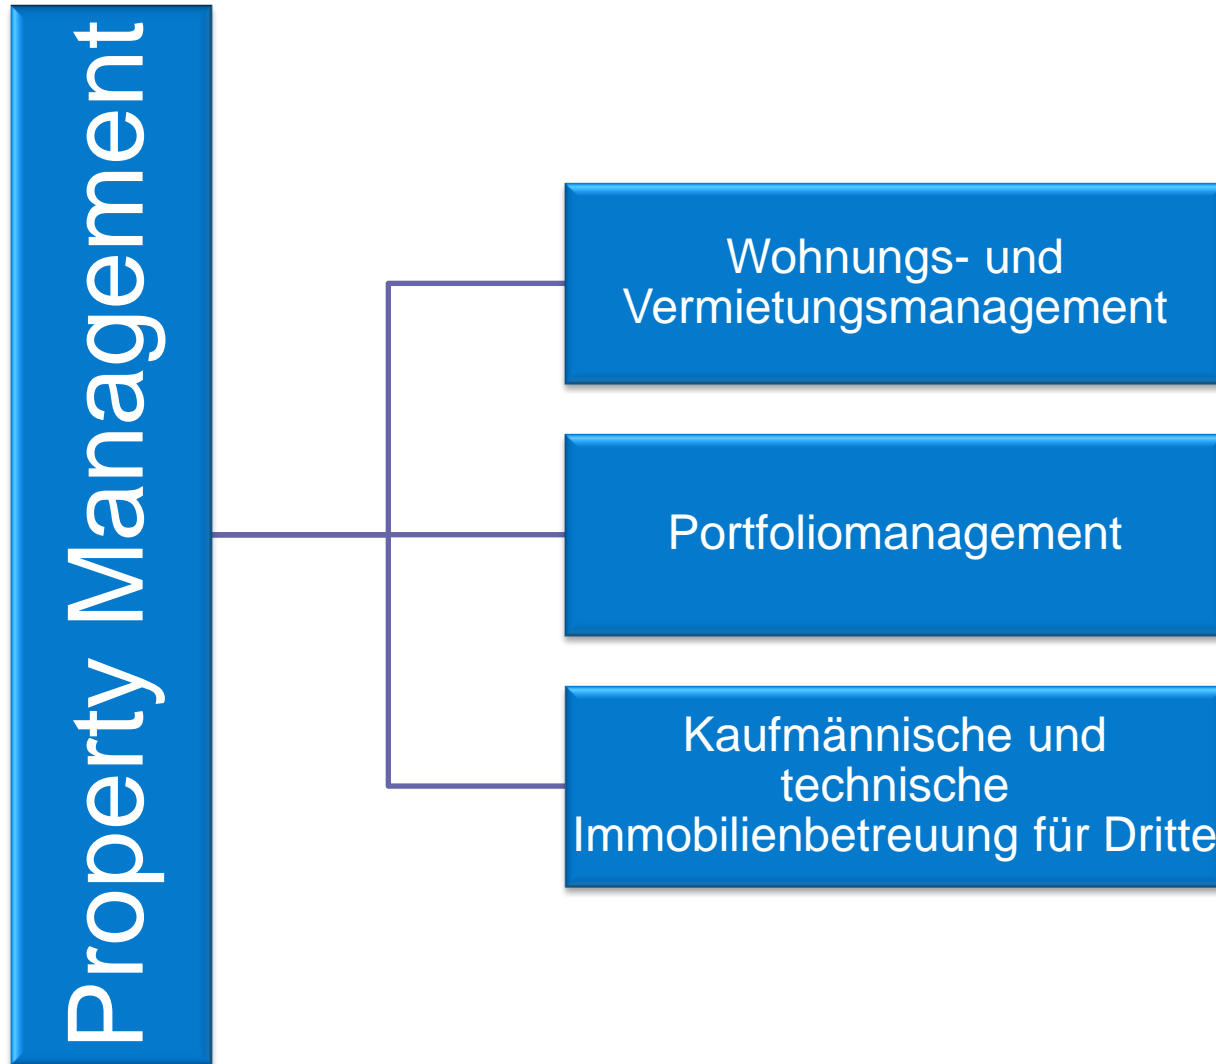 Property Management
Wohnungs- und
Vermietungsmanagement
Portfoliomanagement
Kaufmännische und
technische
Immobilienbetreuung für Dritte